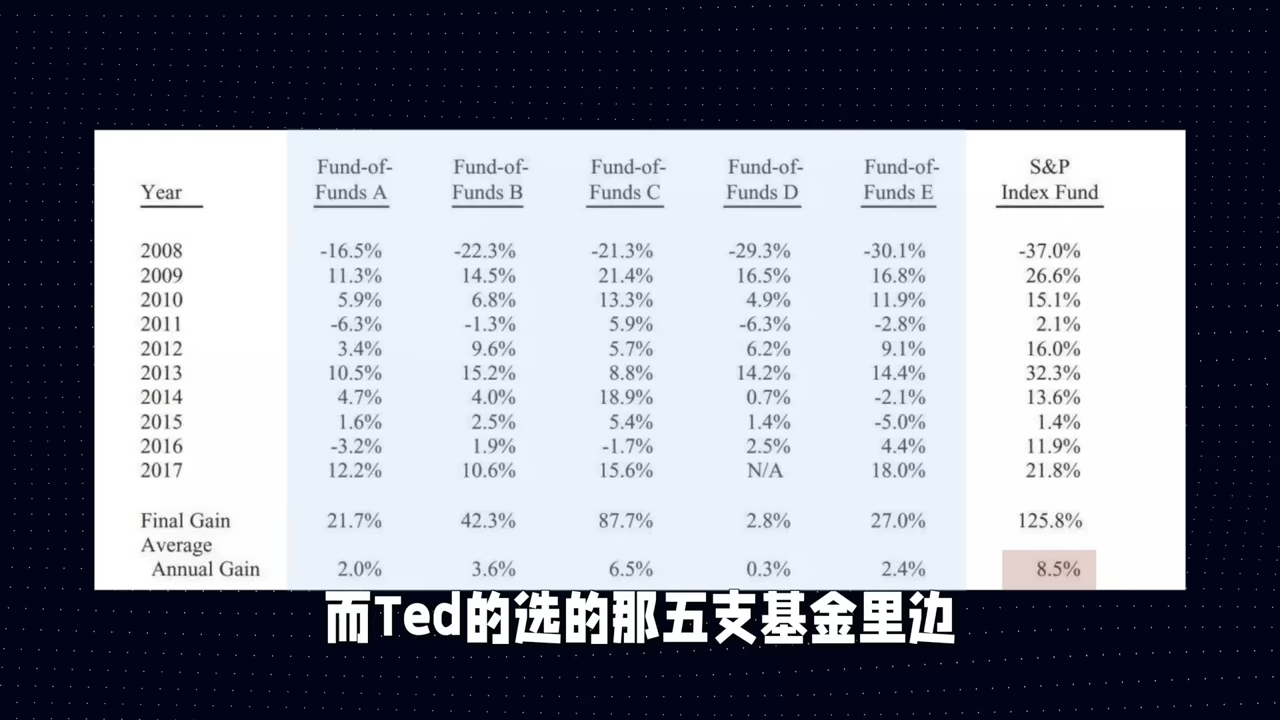 Fund-of- Fund-of- Fund-of- Fund-of- Fund-of- S&P
Year Funds A Funds B Funds C Funds D Funds E Index Fund
2008 -16.5% -22.3% -21.3% -29.3% -30.1% -37.0%
2009 11.3% 14.5% 21.4% 16.5% 16.8% 26.6%
2010 5.9% 6.8% 13.3% 4.9% 11.9% 15.1%
2011 -6.3% -1.3% 5.9% -6.3% -2.8% 2.1%
2012 3.4% 9.6% 5.7% 6.2% 9.1% 16.0%
2013 10.5% 15.2% 8.8% 14.2% 14.4% 32.3%
2014 4.7% 4.0% 18.9% 0.7% -2.1% 13.6%
2015 1.6% 2.5% 5.4% 1.4% -5.0% 1.4%
2016 -3.2% 1.9% -1.7% 2.5% 4.4% 11.9%
2017 12.2% 10.6% 15.6% N/A 18.0% 21.8%
Final Gain 21.7% 42.3% 87.7% 2.8% 27.0% 125.8%
Average
Annual Gain 2.0% 3.6% 6.5% 0.3% 2.4% 8.5%
而Ted的选的那五支基金里边